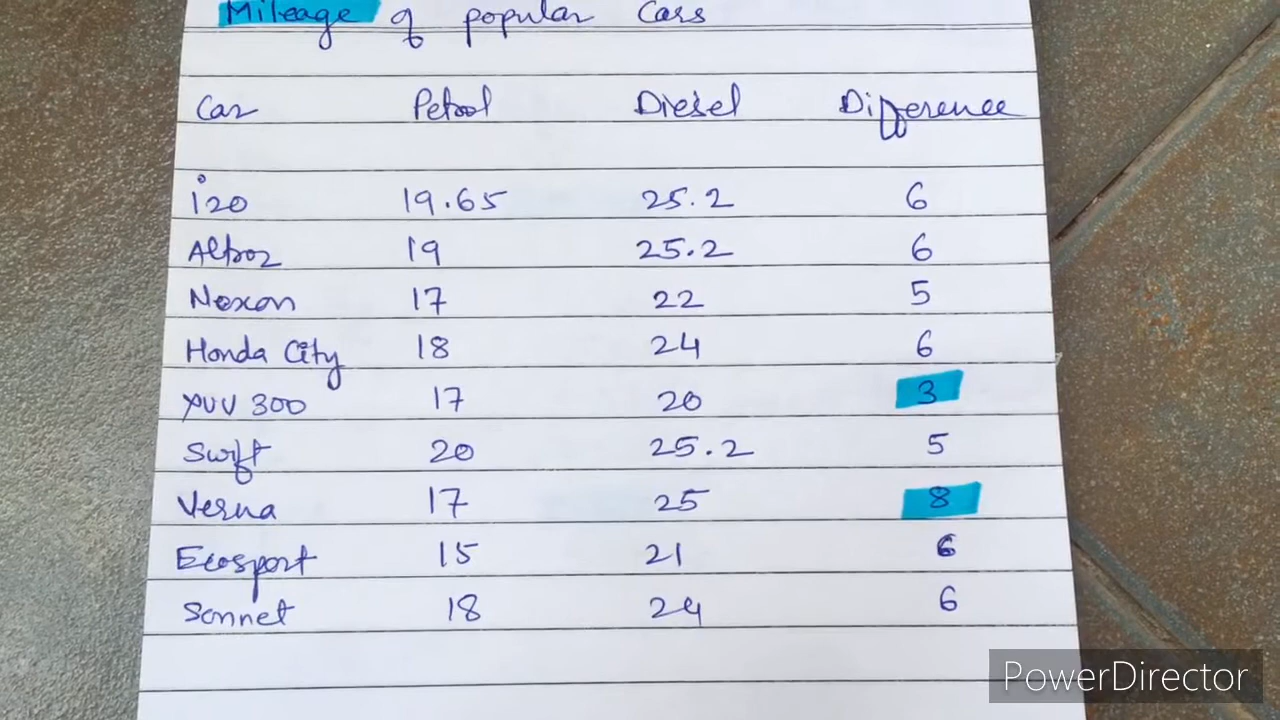 Mileage of popular Cars
Car Petrol Diesel Difference
i20 19.65 25.2 6
Altroz 19 25.2 6
Nexon 17 22 5
Honda City 18 24 6
XUV 300 17 20 3
Swift 20 25.2 5
Verna 17 25 8
Ecosport 15 21 6
Sonnet 18 24 6
PowerDirector